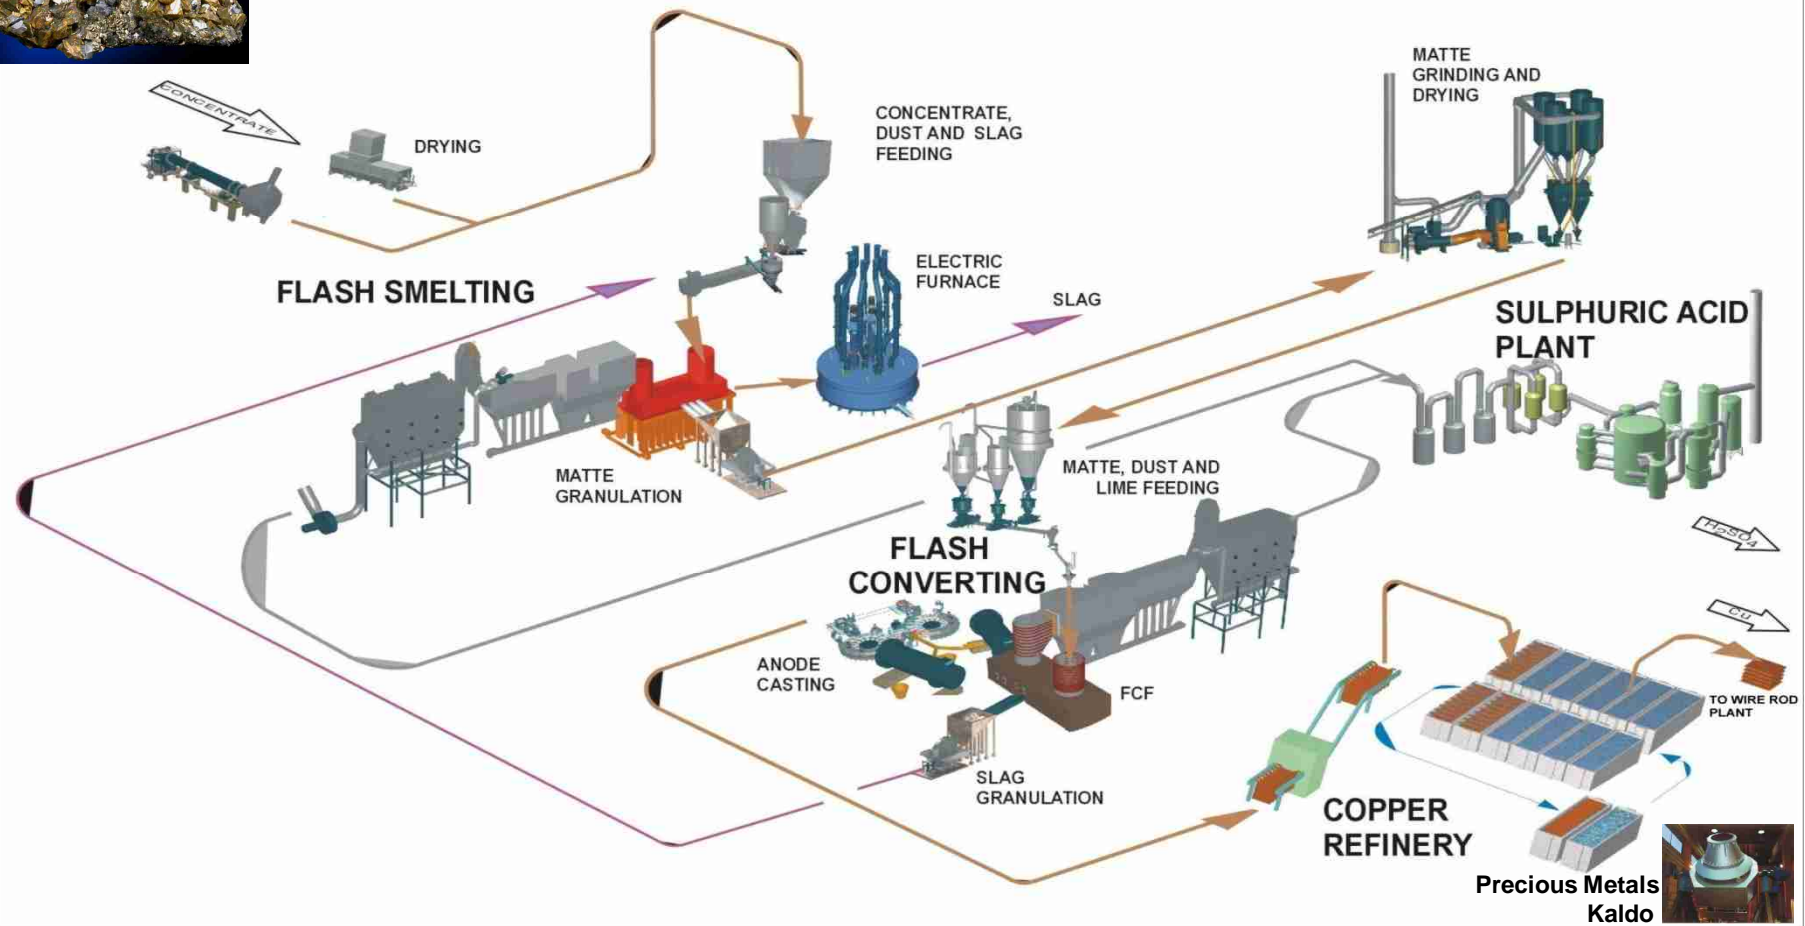 CONCENTRATE
DRYING
CONCENTRATE,
DUST AND SLAG
FEEDING
MATTE
GRINDING AND
DRYING
FLASH SMELTING
ELECTRIC
FURNACE
SLAG
SULPHURIC ACID
PLANT
MATTE
GRANULATION
MATTE, DUST AND
LIME FEEDING
H2SO4
FLASH
CONVERTING
Cu
ANODE
CASTING
FCF
TO WIRE ROD
PLANT
SLAG
GRANULATION
COPPER
REFINERY
Precious Metals
Kaldo